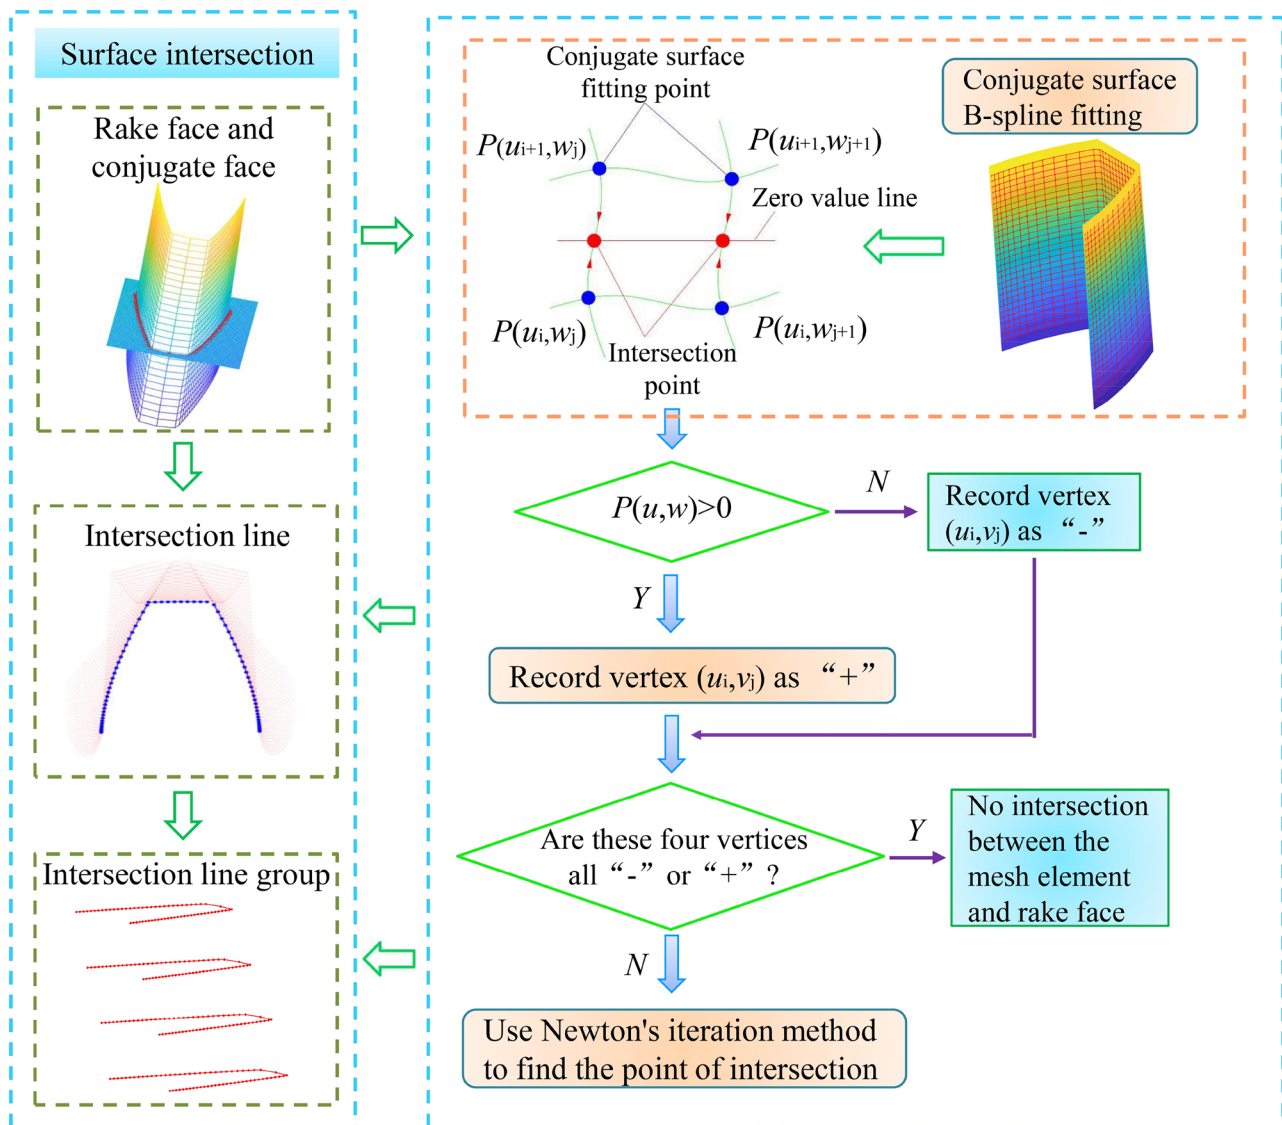 Surface intersection
Rake face and
conjugate face
Intersection line
Intersection line group
Conjugate surface
fitting point
P(ui+1,wj)
P(ui+1,wj+1)
Zero value line
P(ui,wj)
P(ui,wj+1)
Intersection
point
Conjugate surface
B-spline fitting
P(u,w)>0
N
Record vertex
(ui,vj) as “-”
Y
Record vertex (ui,vj) as “+”
Are these four vertices
all “-” or “+” ?
Y
No intersection
between the
mesh element
and rake face
N
Use Newton's iteration method
to find the point of intersection